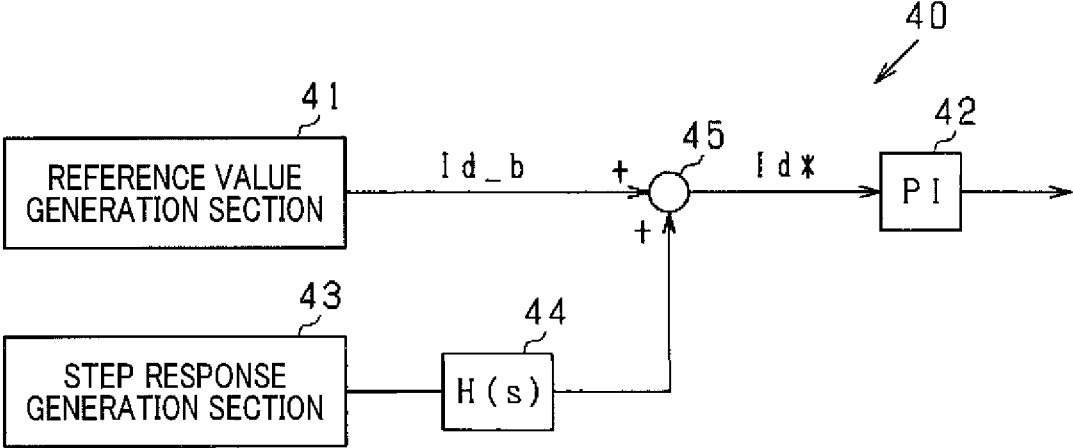 40
41
REFERENCE VALUE
GENERATION SECTION
Id_b
+
45
+
Id*
42
PI
43
STEP RESPONSE
GENERATION SECTION
44
H(s)